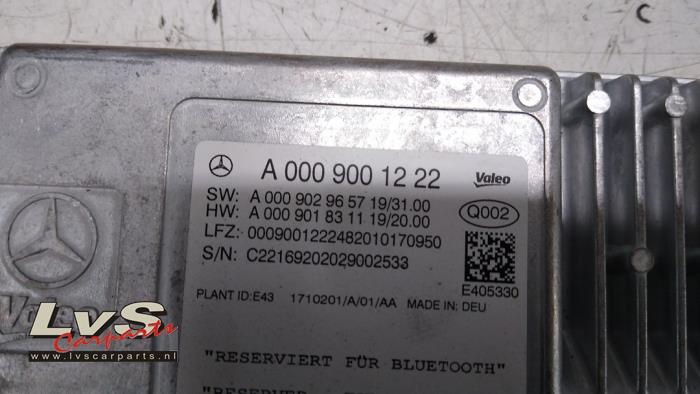 A 000 900 12 22 Valeo
SW: A 000 902 96 57 19/31.00
HW: A 000 901 83 11 19/20.00 Q002
LFZ: 0009001222482010170950
S/N: C22169202029002533
E405330
PLANT ID:E43 1710201/A/01/AA MADE IN: DEU
Valeo
LvS
Carparts
www.lvscarparts.nl
"RESERVIERT FÜR BLUETOOTH"